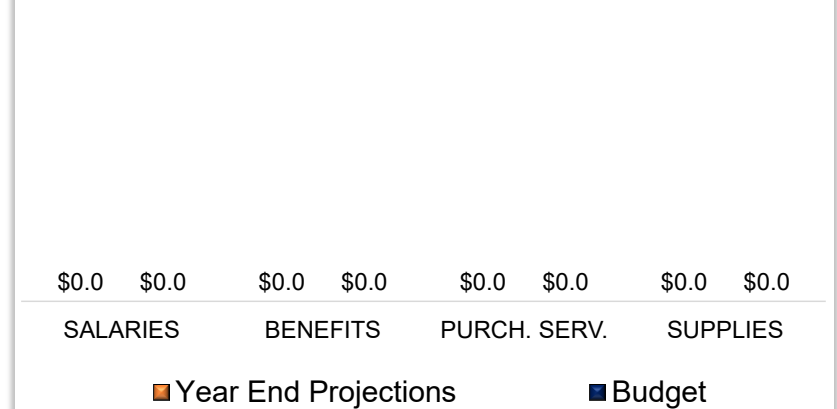 $0.0 $0.0 $0.0 $0.0 $0.0 $0.0 $0.0 $0.0
SALARIES BENEFITS PURCH. SERV. SUPPLIES
Year End Projections Budget